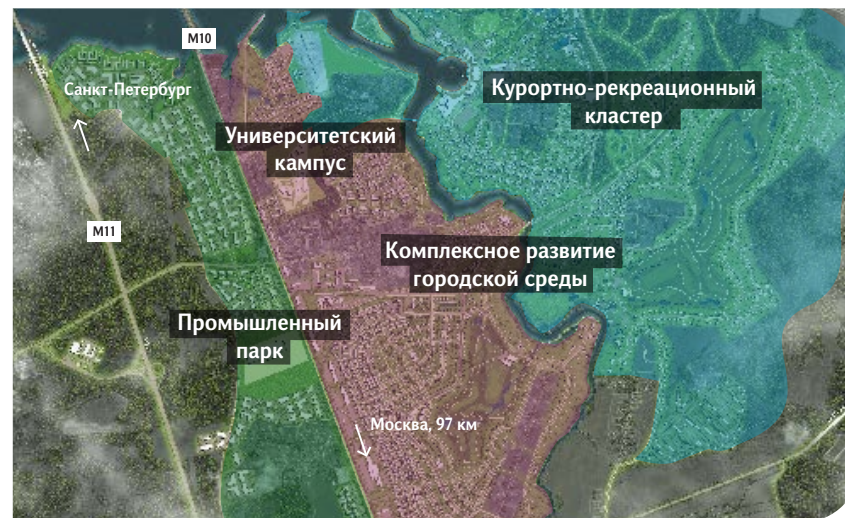 М10
Санкт-Петербург
Курортно-рекреационный
кластер
Университетский
кампус
М11
Комплексное развитие
городской среды
Промышленный
парк
Москва, 97 км